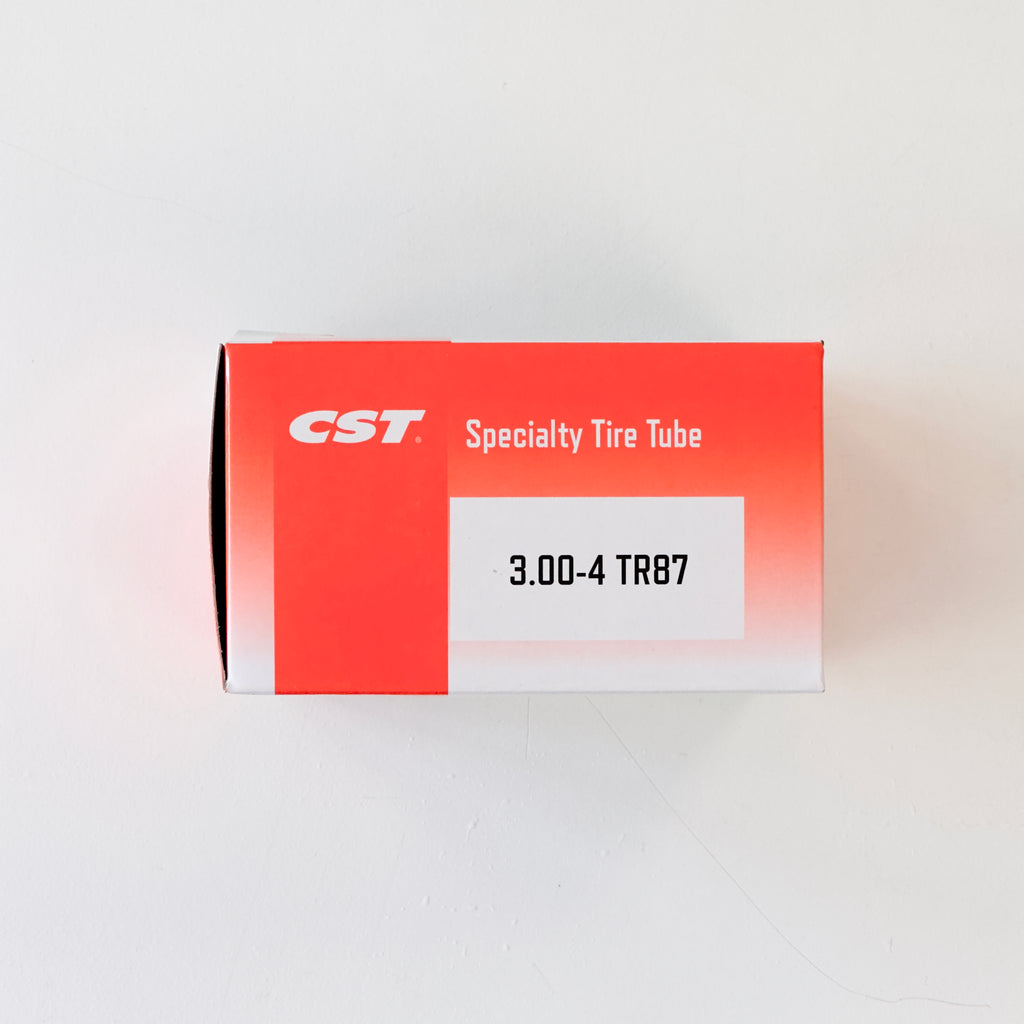 CST®
Specialty Tire Tube
3.00-4 TR87